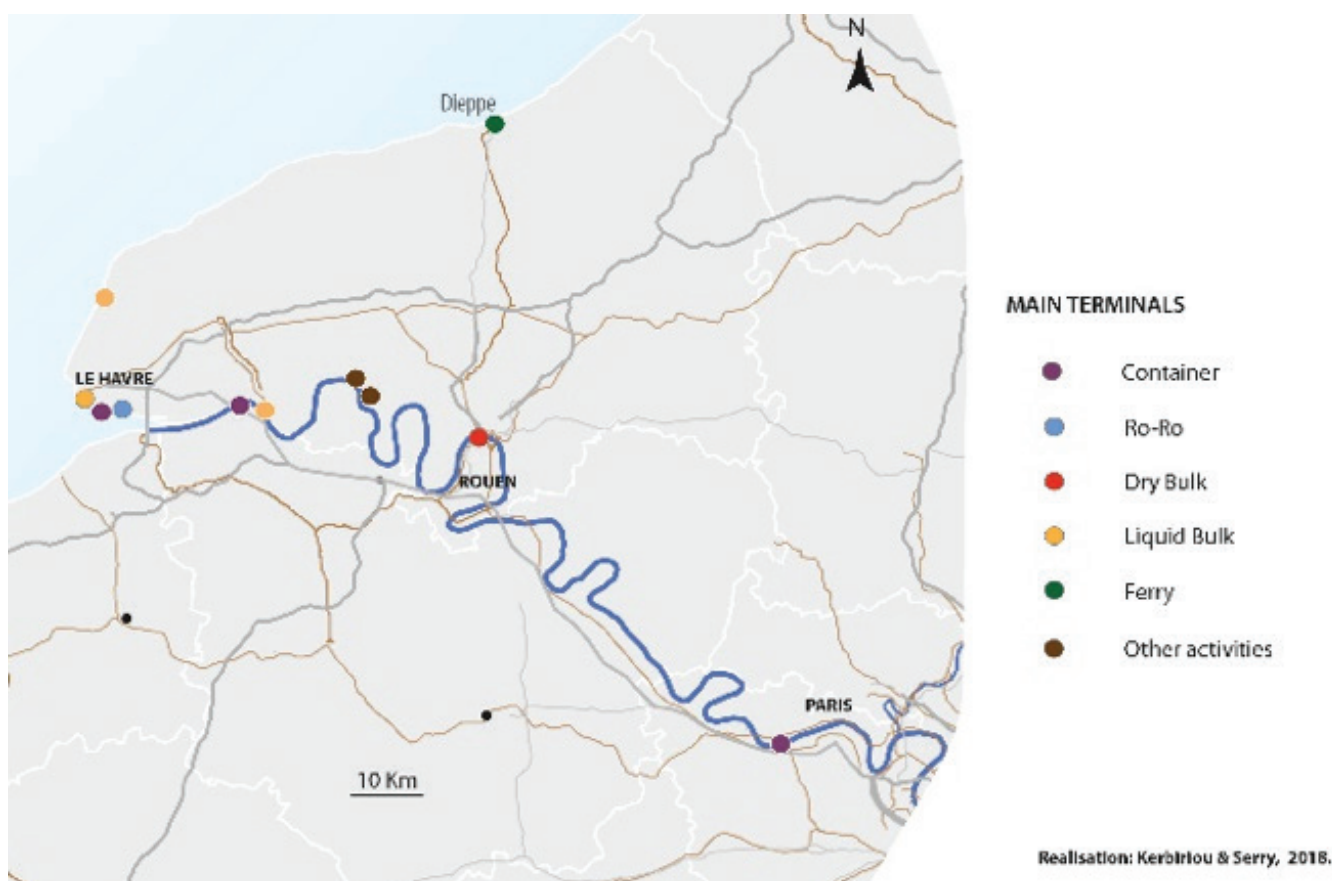 N
Dieppe
LE HAVRE
ROUEN
PARIS
10 Km
MAIN TERMINALS
Container
Ro-Ro
Dry Bulk
Liquid Bulk
Ferry
Other activities
Realisation: Kerbiriou & Serry, 2018.